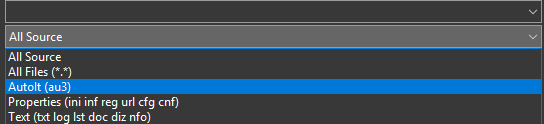 All Source
All Source
All Files (*.*)
AutoIt (au3)
Properties (ini inf reg url cfg cnf)
Text (txt log lst doc diz nfo)